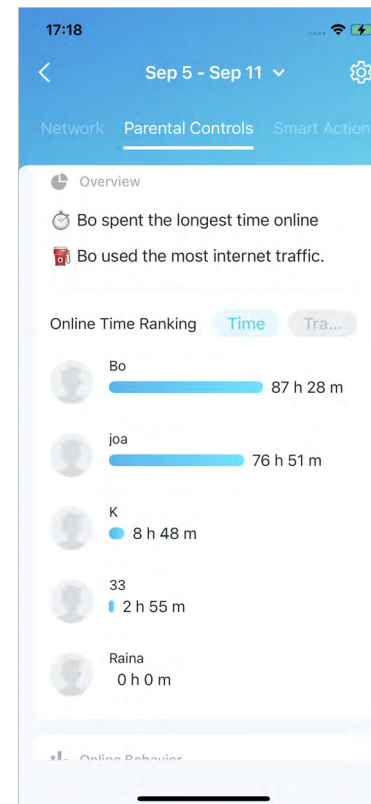 17:18
Sep 5 - Sep 11
Network Parental Controls Smart Action
Overview
Bo spent the longest time online
Bo used the most internet traffic.
Online Time Ranking Time Tra...
Bo
87 h 28 m
joa
76 h 51 m
K
8 h 48 m
33
2 h 55 m
Raina
0 h 0 m
Online Behavior